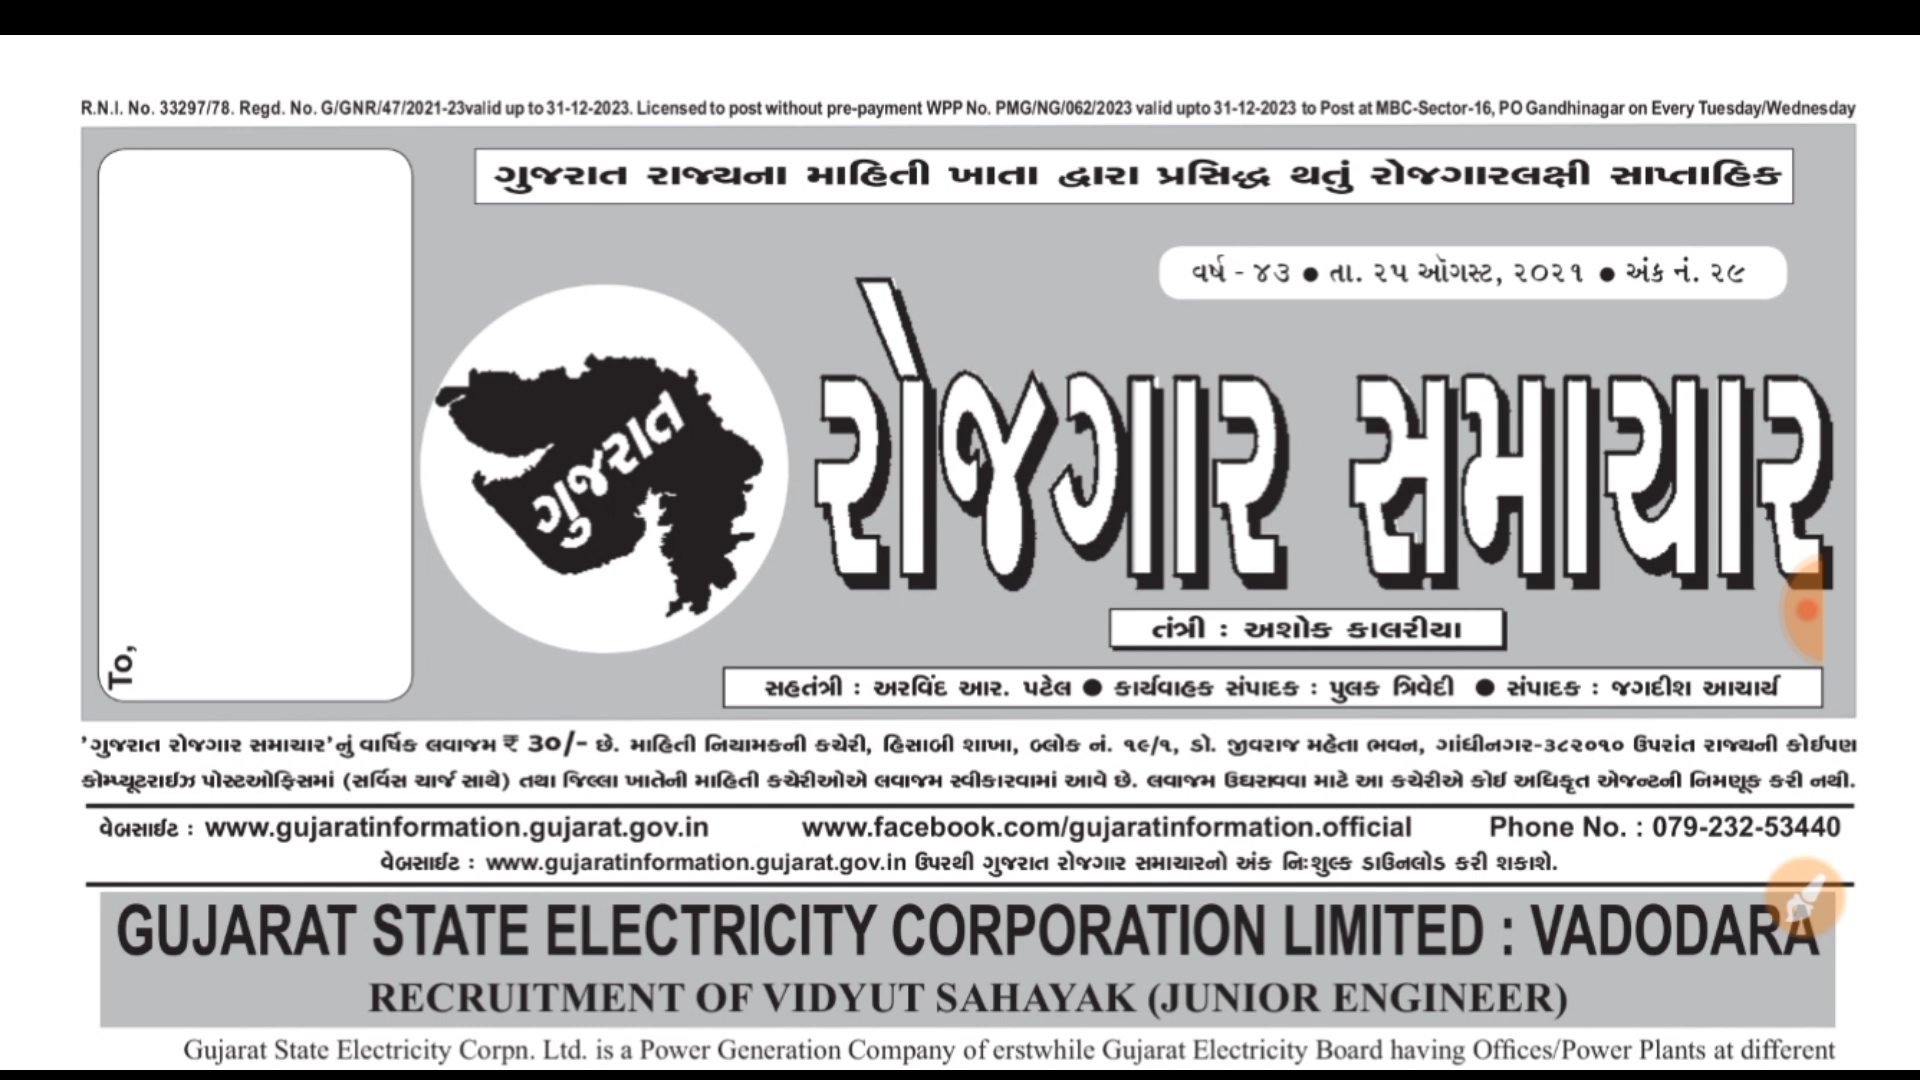 R.N.I. No. 33297/78. Regd. No. G/GNR/47/2021-23valid up to 31-12-2023. Licensed to post without pre-payment WPP No. PMG/NG/062/2023 valid upto 31-12-2023 to Post at MBC-Sector-16, PO Gandhinagar on Every Tuesday/Wednesday
ગુજરાત રાજ્યના માહિતી ખાતા દ્વારા પ્રસિદ્ધ થતું રોજગારલક્ષી સાપ્તાહિક
વર્ષ - ૪૩ ● તા. ૨૫ ઑગસ્ટ, ૨૦૨૧ ● અંક નં. ૨૯
ગુજરાત
રોજગાર સમાચાર
To,
તંત્રી : અશોક કાલરીયા
સહતંત્રી : અરવિંદ આર. પટેલ ● કાર્યવાહક સંપાદક : પુલક ત્રિવેદી ● સંપાદક : જગદીશ આચાર્ય
'ગુજરાત રોજગાર સમાચાર'નું વાર્ષિક લવાજમ ₹ 30/- છે. માહિતી નિયામકની કચેરી, હિસાબી શાખા, બ્લોક નં. ૧૯/૧, ડો. જીવરાજ મહેતા ભવન, ગાંધીનગર-૩૮૨૦૧૦ ઉપરાંત રાજ્યની કોઈપણ
કોમ્પ્યૂટરાઈઝ પોસ્ટઓફિસમાં (સર્વિસ ચાર્જ સાથે) તથા જિલ્લા ખાતેની માહિતી કચેરીઓએ લવાજમ સ્વીકારવામાં આવે છે. લવાજમ ઉઘરાવવા માટે આ કચેરીએ કોઈ અધિકૃત એજન્ટની નિમણૂક કરી નથી.
વેબસાઈટ : www.gujaratinformation.gujarat.gov.in www.facebook.com/gujaratinformation.official Phone No. : 079-232-53440
વેબસાઈટ : www.gujaratinformation.gujarat.gov.in ઉપરથી ગુજરાત રોજગાર સમાચારનો અંક નિઃશુલ્ક ડાઉનલોડ કરી શકાશે.
GUJARAT STATE ELECTRICITY CORPORATION LIMITED : VADODARA
RECRUITMENT OF VIDYUT SAHAYAK (JUNIOR ENGINEER)
Gujarat State Electricity Corpn. Ltd. is a Power Generation Company of erstwhile Gujarat Electricity Board having Offices/Power Plants at different